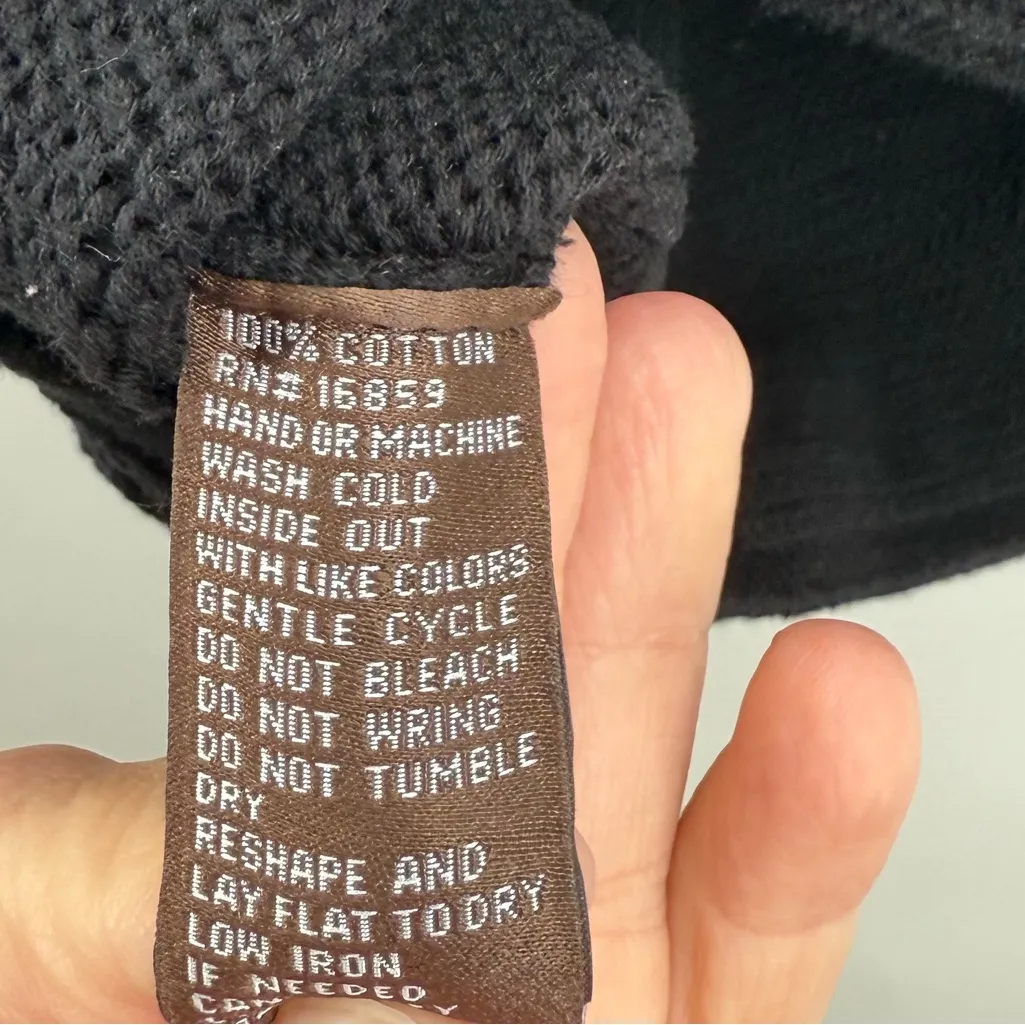 100% COTTON
RN# 16859
HAND OR MACHINE
WASH COLD
INSIDE OUT
WITH LIKE COLORS
GENTLE CYCLE
DO NOT BLEACH
DO NOT WRING
DO NOT TUMBLE
DRY
RESHAPE AND
LAY FLAT TO DRY
LOW IRON
IF NEEDED